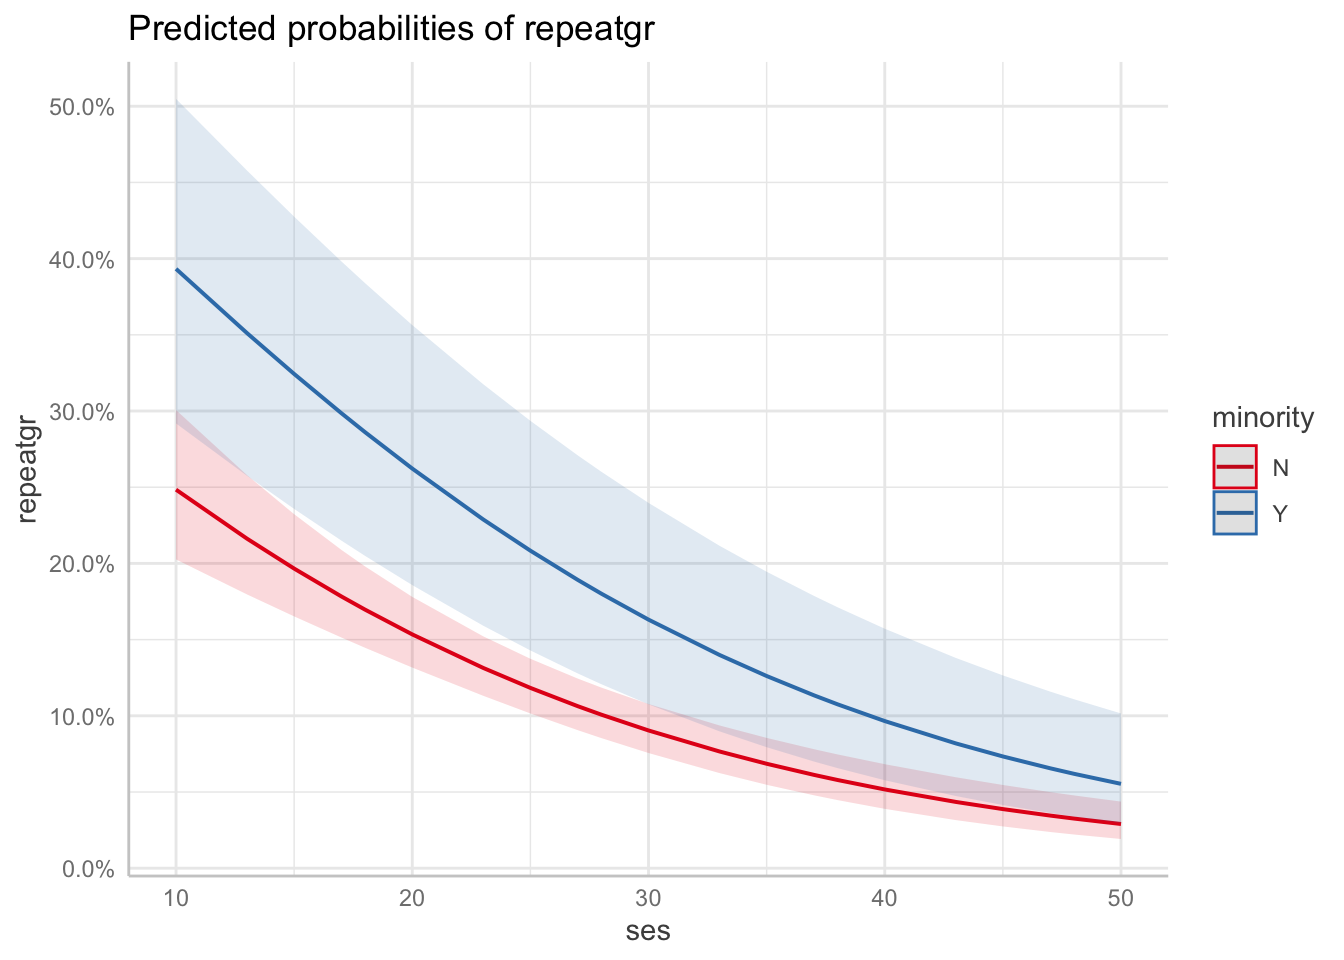 Predicted probabilities of repeatgr
50.0%
40.0%
30.0%
20.0%
10.0%
0.0%
repeatgr
10 20 30 40 50
ses
minority
N
Y